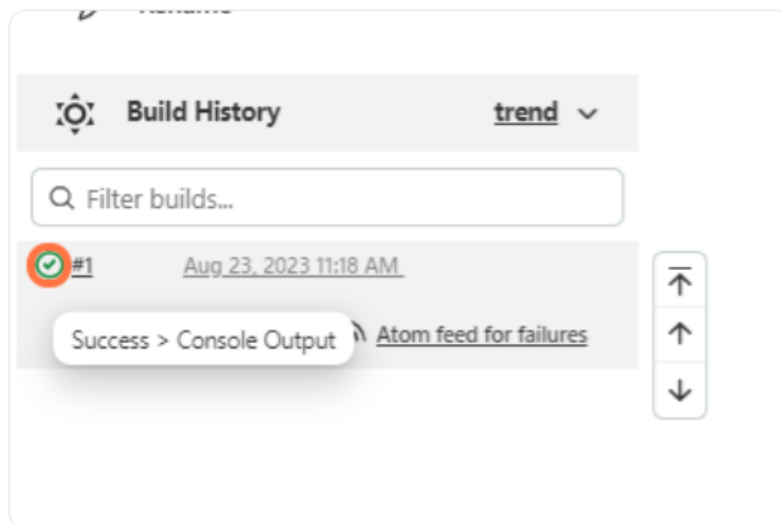 Build History trend
Filter builds...
#1 Aug 23, 2023 11:18 AM
Success > Console Output Atom feed for failures